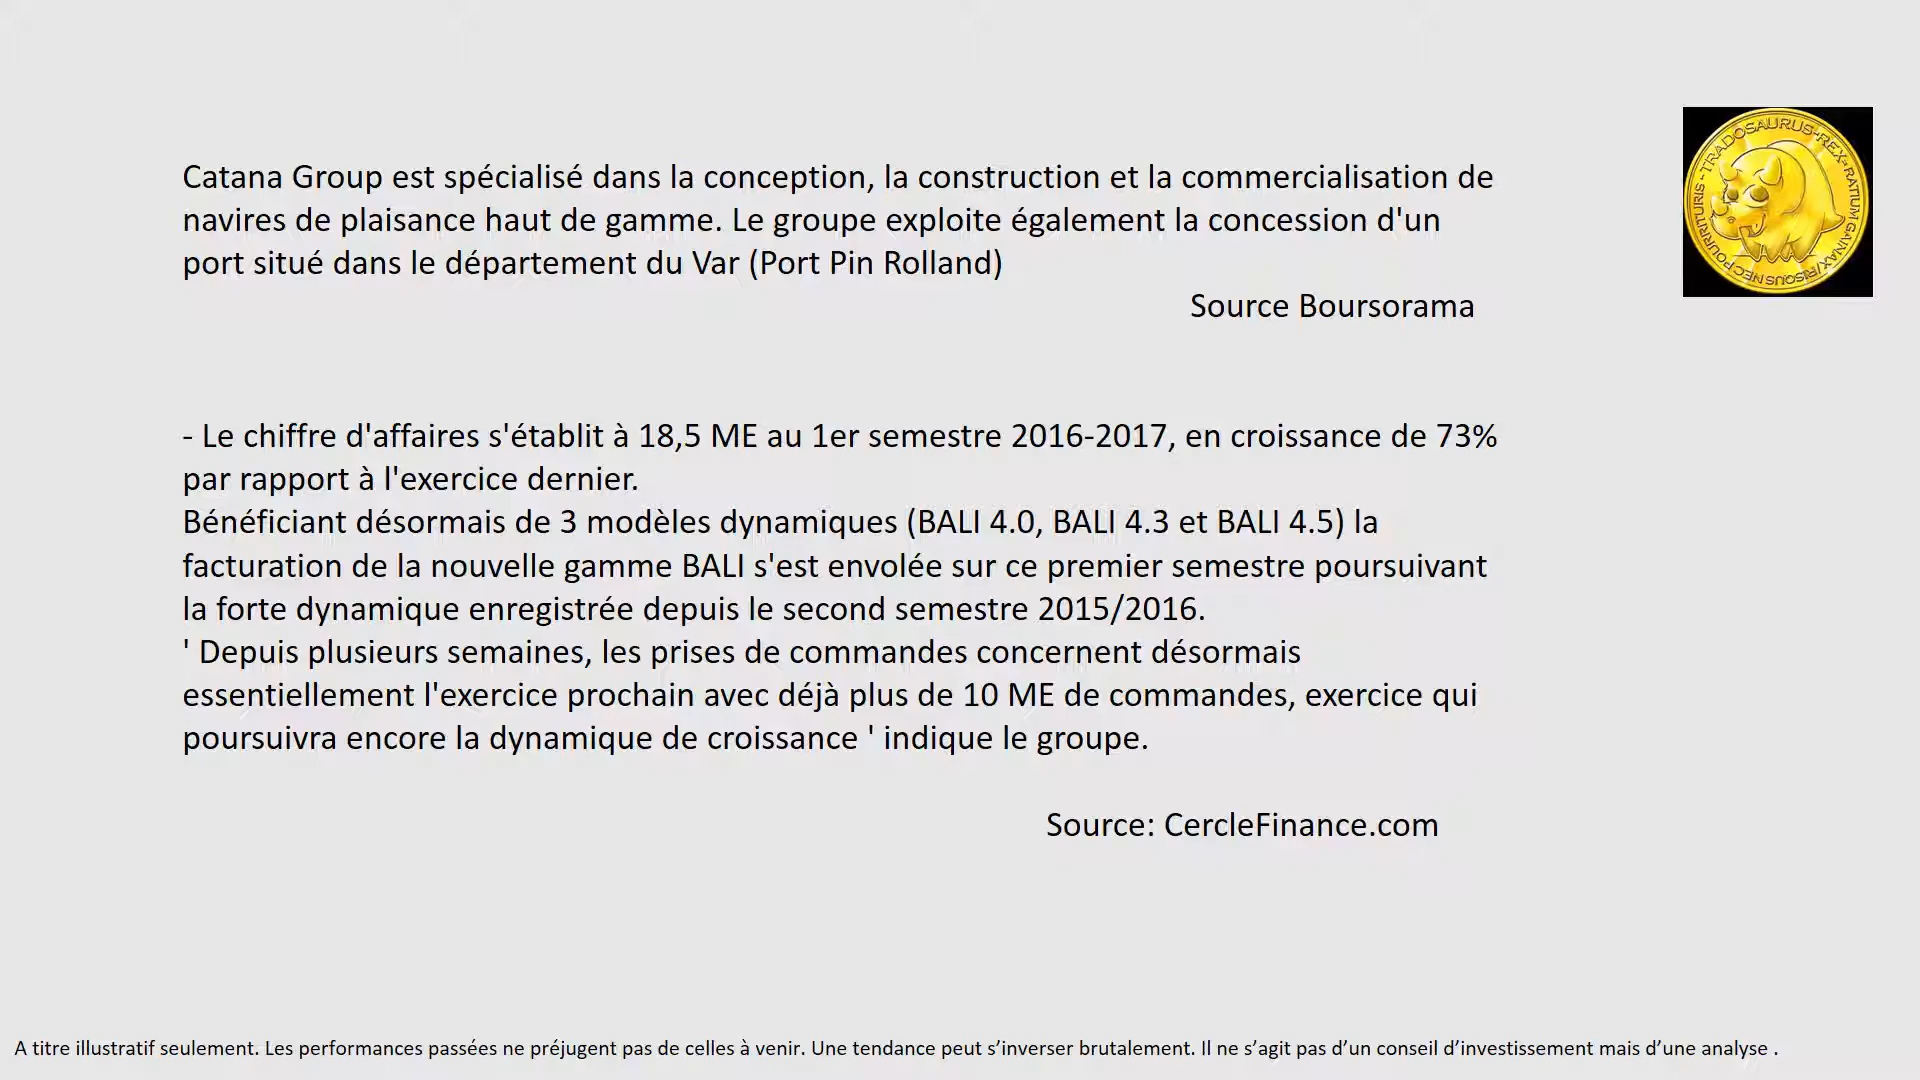 Catana Group est spécialisé dans la conception, la construction et la commercialisation de
navires de plaisance haut de gamme. Le groupe exploite également la concession d'un
port situé dans le département du Var (Port Pin Rolland)
Source Boursorama
- Le chiffre d'affaires s'établit à 18,5 ME au 1er semestre 2016-2017, en croissance de 73%
par rapport à l'exercice dernier.
Bénéficiant désormais de 3 modèles dynamiques (BALI 4.0, BALI 4.3 et BALI 4.5) la
facturation de la nouvelle gamme BALI s'est envolée sur ce premier semestre poursuivant
la forte dynamique enregistrée depuis le second semestre 2015/2016.
' Depuis plusieurs semaines, les prises de commandes concernent désormais
essentiellement l'exercice prochain avec déjà plus de 10 ME de commandes, exercice qui
poursuivra encore la dynamique de croissance ' indique le groupe.
Source: CercleFinance.com
TRADOSAURUS-REX-RATIUM GAINAX/RISQUS NEC POURRITURIS -
A titre illustratif seulement. Les performances passées ne préjugent pas de celles à venir. Une tendance peut s’inverser brutalement. Il ne s’agit pas d’un conseil d’investissement mais d’une analyse .